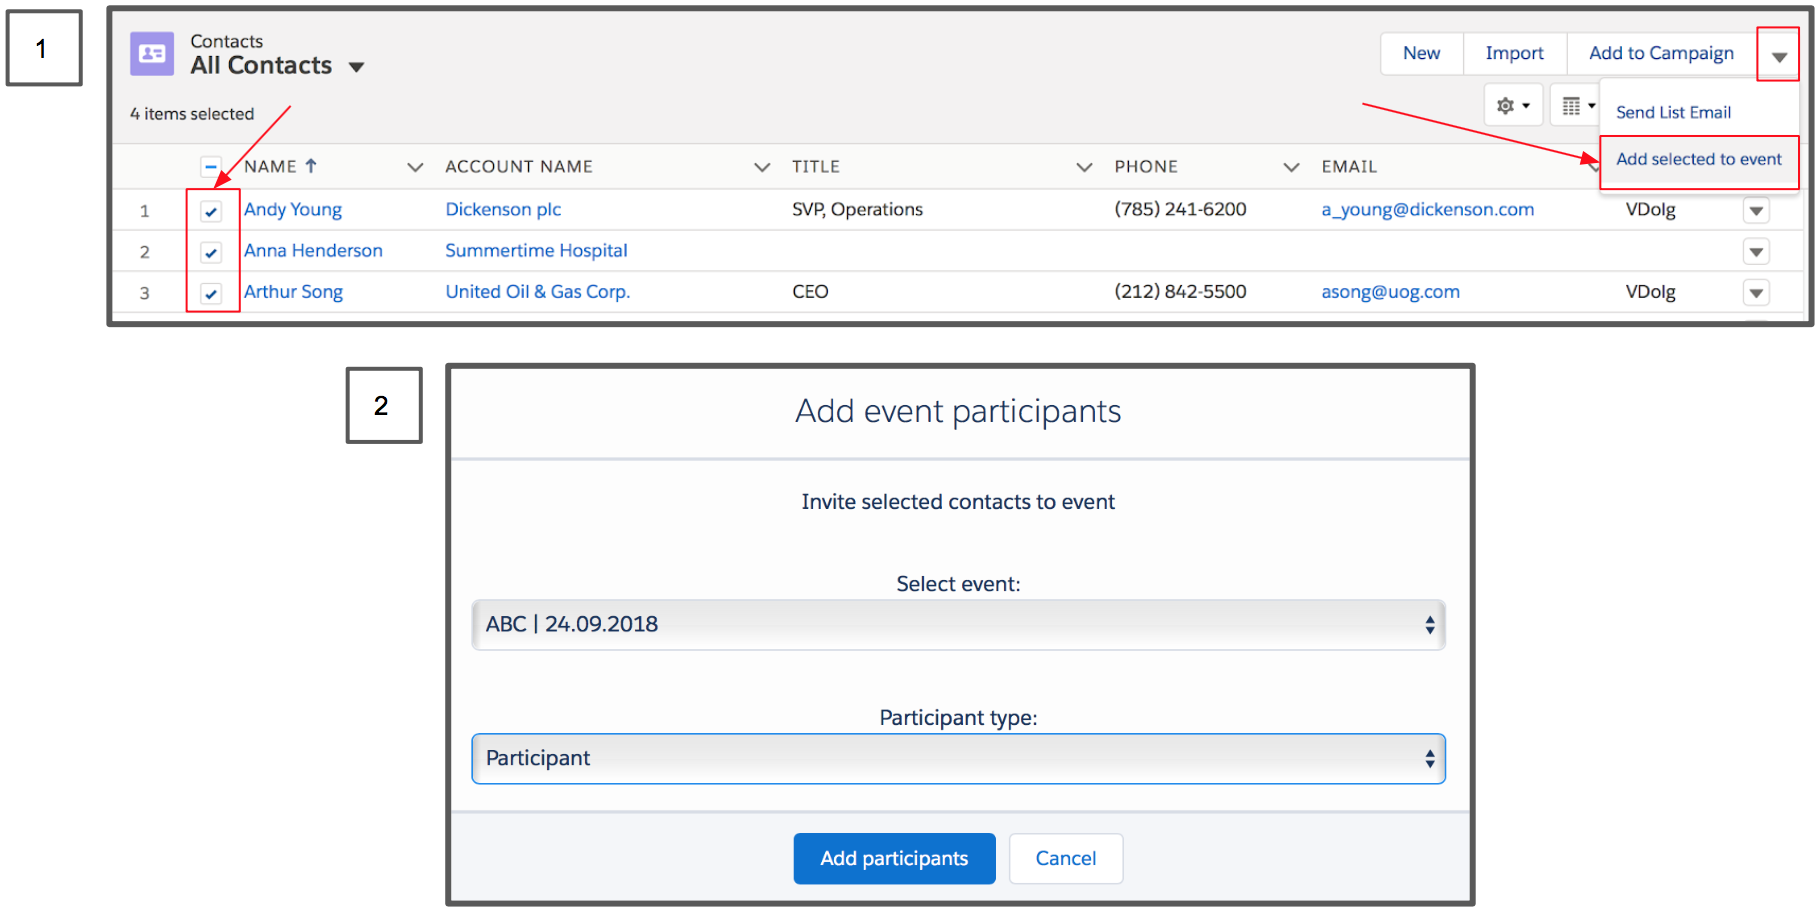 1
Contacts
All Contacts
New Import Add to Campaign
4 items selected
Send List Email
Add selected to event
NAME ACCOUNT NAME TITLE PHONE EMAIL
1 Andy Young Dickenson plc SVP, Operations (785) 241-6200 a_young@dickenson.com VDolg
2 Anna Henderson Summertime Hospital
3 Arthur Song United Oil & Gas Corp. CEO (212) 842-5500 asong@uog.com VDolg
2
Add event participants
Invite selected contacts to event
Select event:
ABC | 24.09.2018
Participant type:
Participant
Add participants Cancel